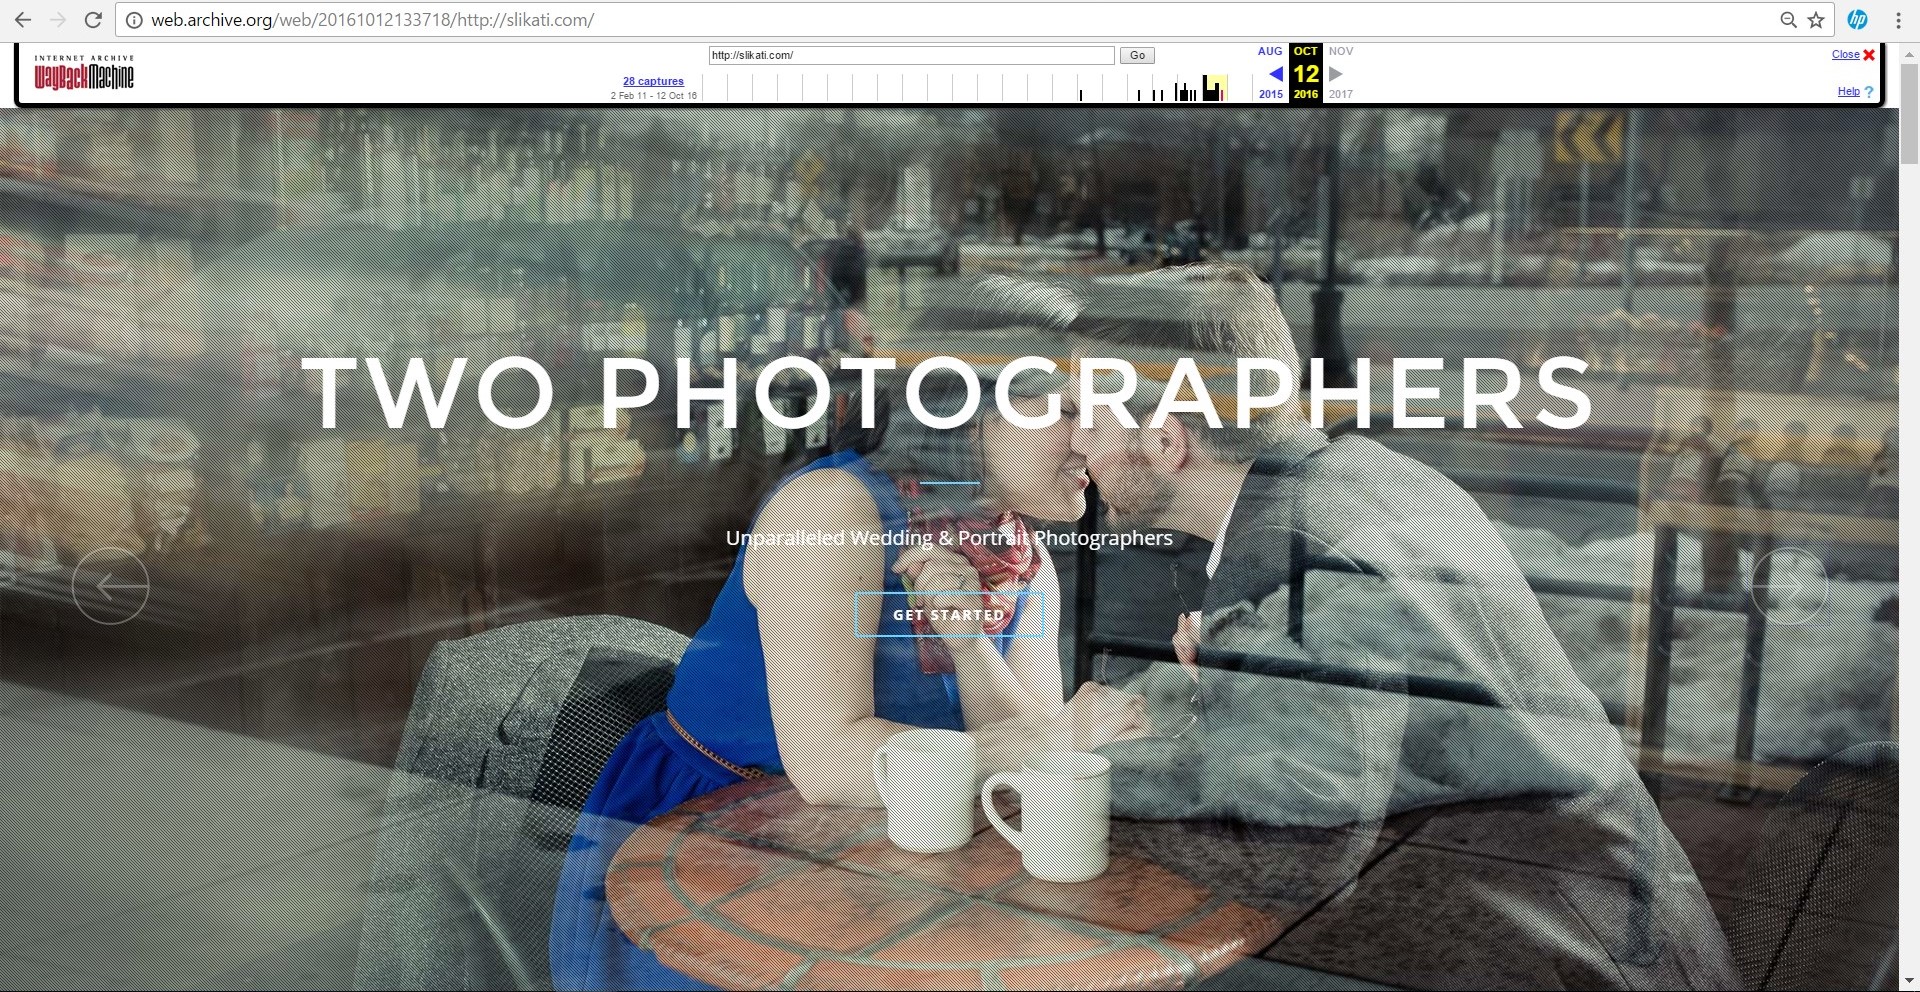 web.archive.org/web/20161012133718/http://slikati.com/
hp
INTERNET ARCHIVE
WayBackMachine
http://slikati.com/
Go
28 captures
2 Feb 11 - 12 Oct 16
AUG OCT NOV
12
2015 2016 2017
Close
Help ?
TWO PHOTOGRAPHERS
Unparalleled Wedding & Portrait Photographers
GET STARTED